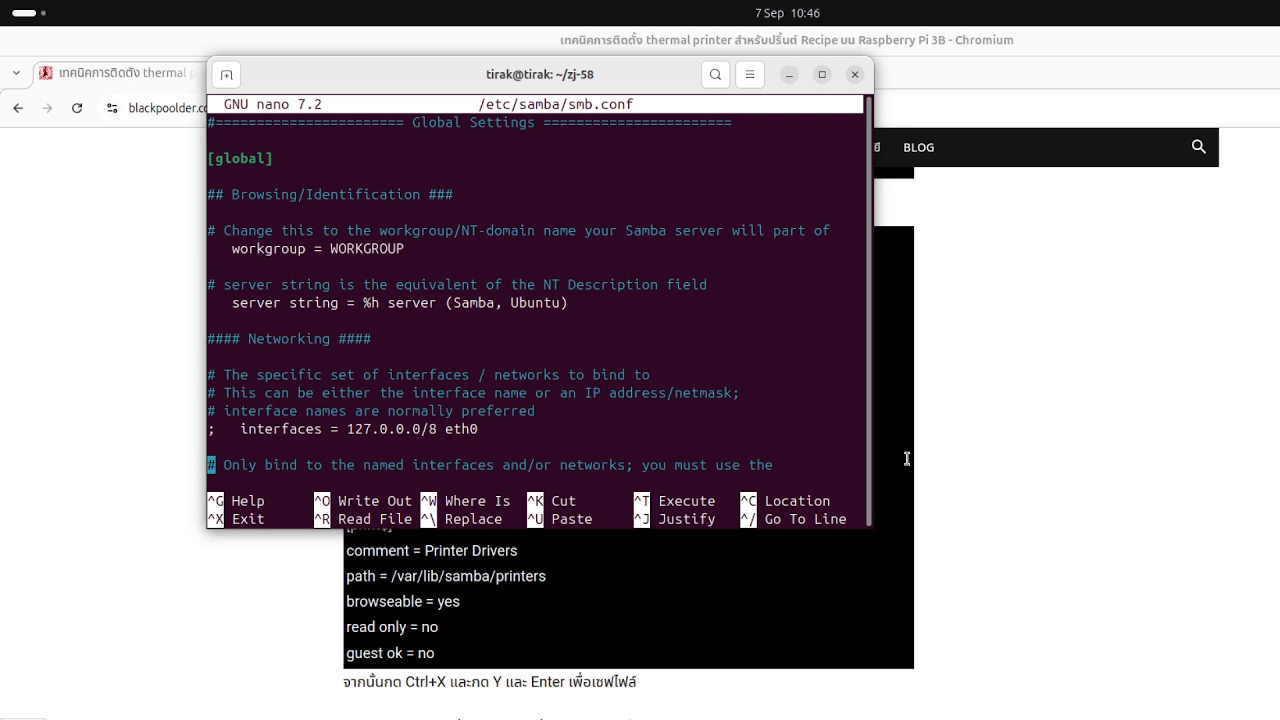 7 Sep 10:46
เทคนิคการติดตั้ง thermal printer สำหรับปริ้นต์ Recipe บน Raspberry Pi 3B - Chromium
เทคนิคการติดตั้ง thermal p
blackpoolder.co
tirak@tirak: ~/zj-58
GNU nano 7.2 /etc/samba/smb.conf
#======================= Global Settings =======================
[global]
## Browsing/Identification ###
# Change this to the workgroup/NT-domain name your Samba server will part of
workgroup = WORKGROUP
# server string is the equivalent of the NT Description field
server string = %h server (Samba, Ubuntu)
#### Networking ####
# The specific set of interfaces / networks to bind to
# This can be either the interface name or an IP address/netmask;
# interface names are normally preferred
; interfaces = 127.0.0.0/8 eth0
# Only bind to the named interfaces and/or networks; you must use the
^G Help ^O Write Out ^W Where Is ^K Cut ^T Execute ^C Location
^X Exit ^R Read File ^\ Replace ^U Paste ^J Justify ^/ Go To Line
BLOG
comment = Printer Drivers
path = /var/lib/samba/printers
browseable = yes
read only = no
guest ok = no
จากนั้นกด Ctrl+X และกด Y และ Enter เพื่อเซฟไฟล์